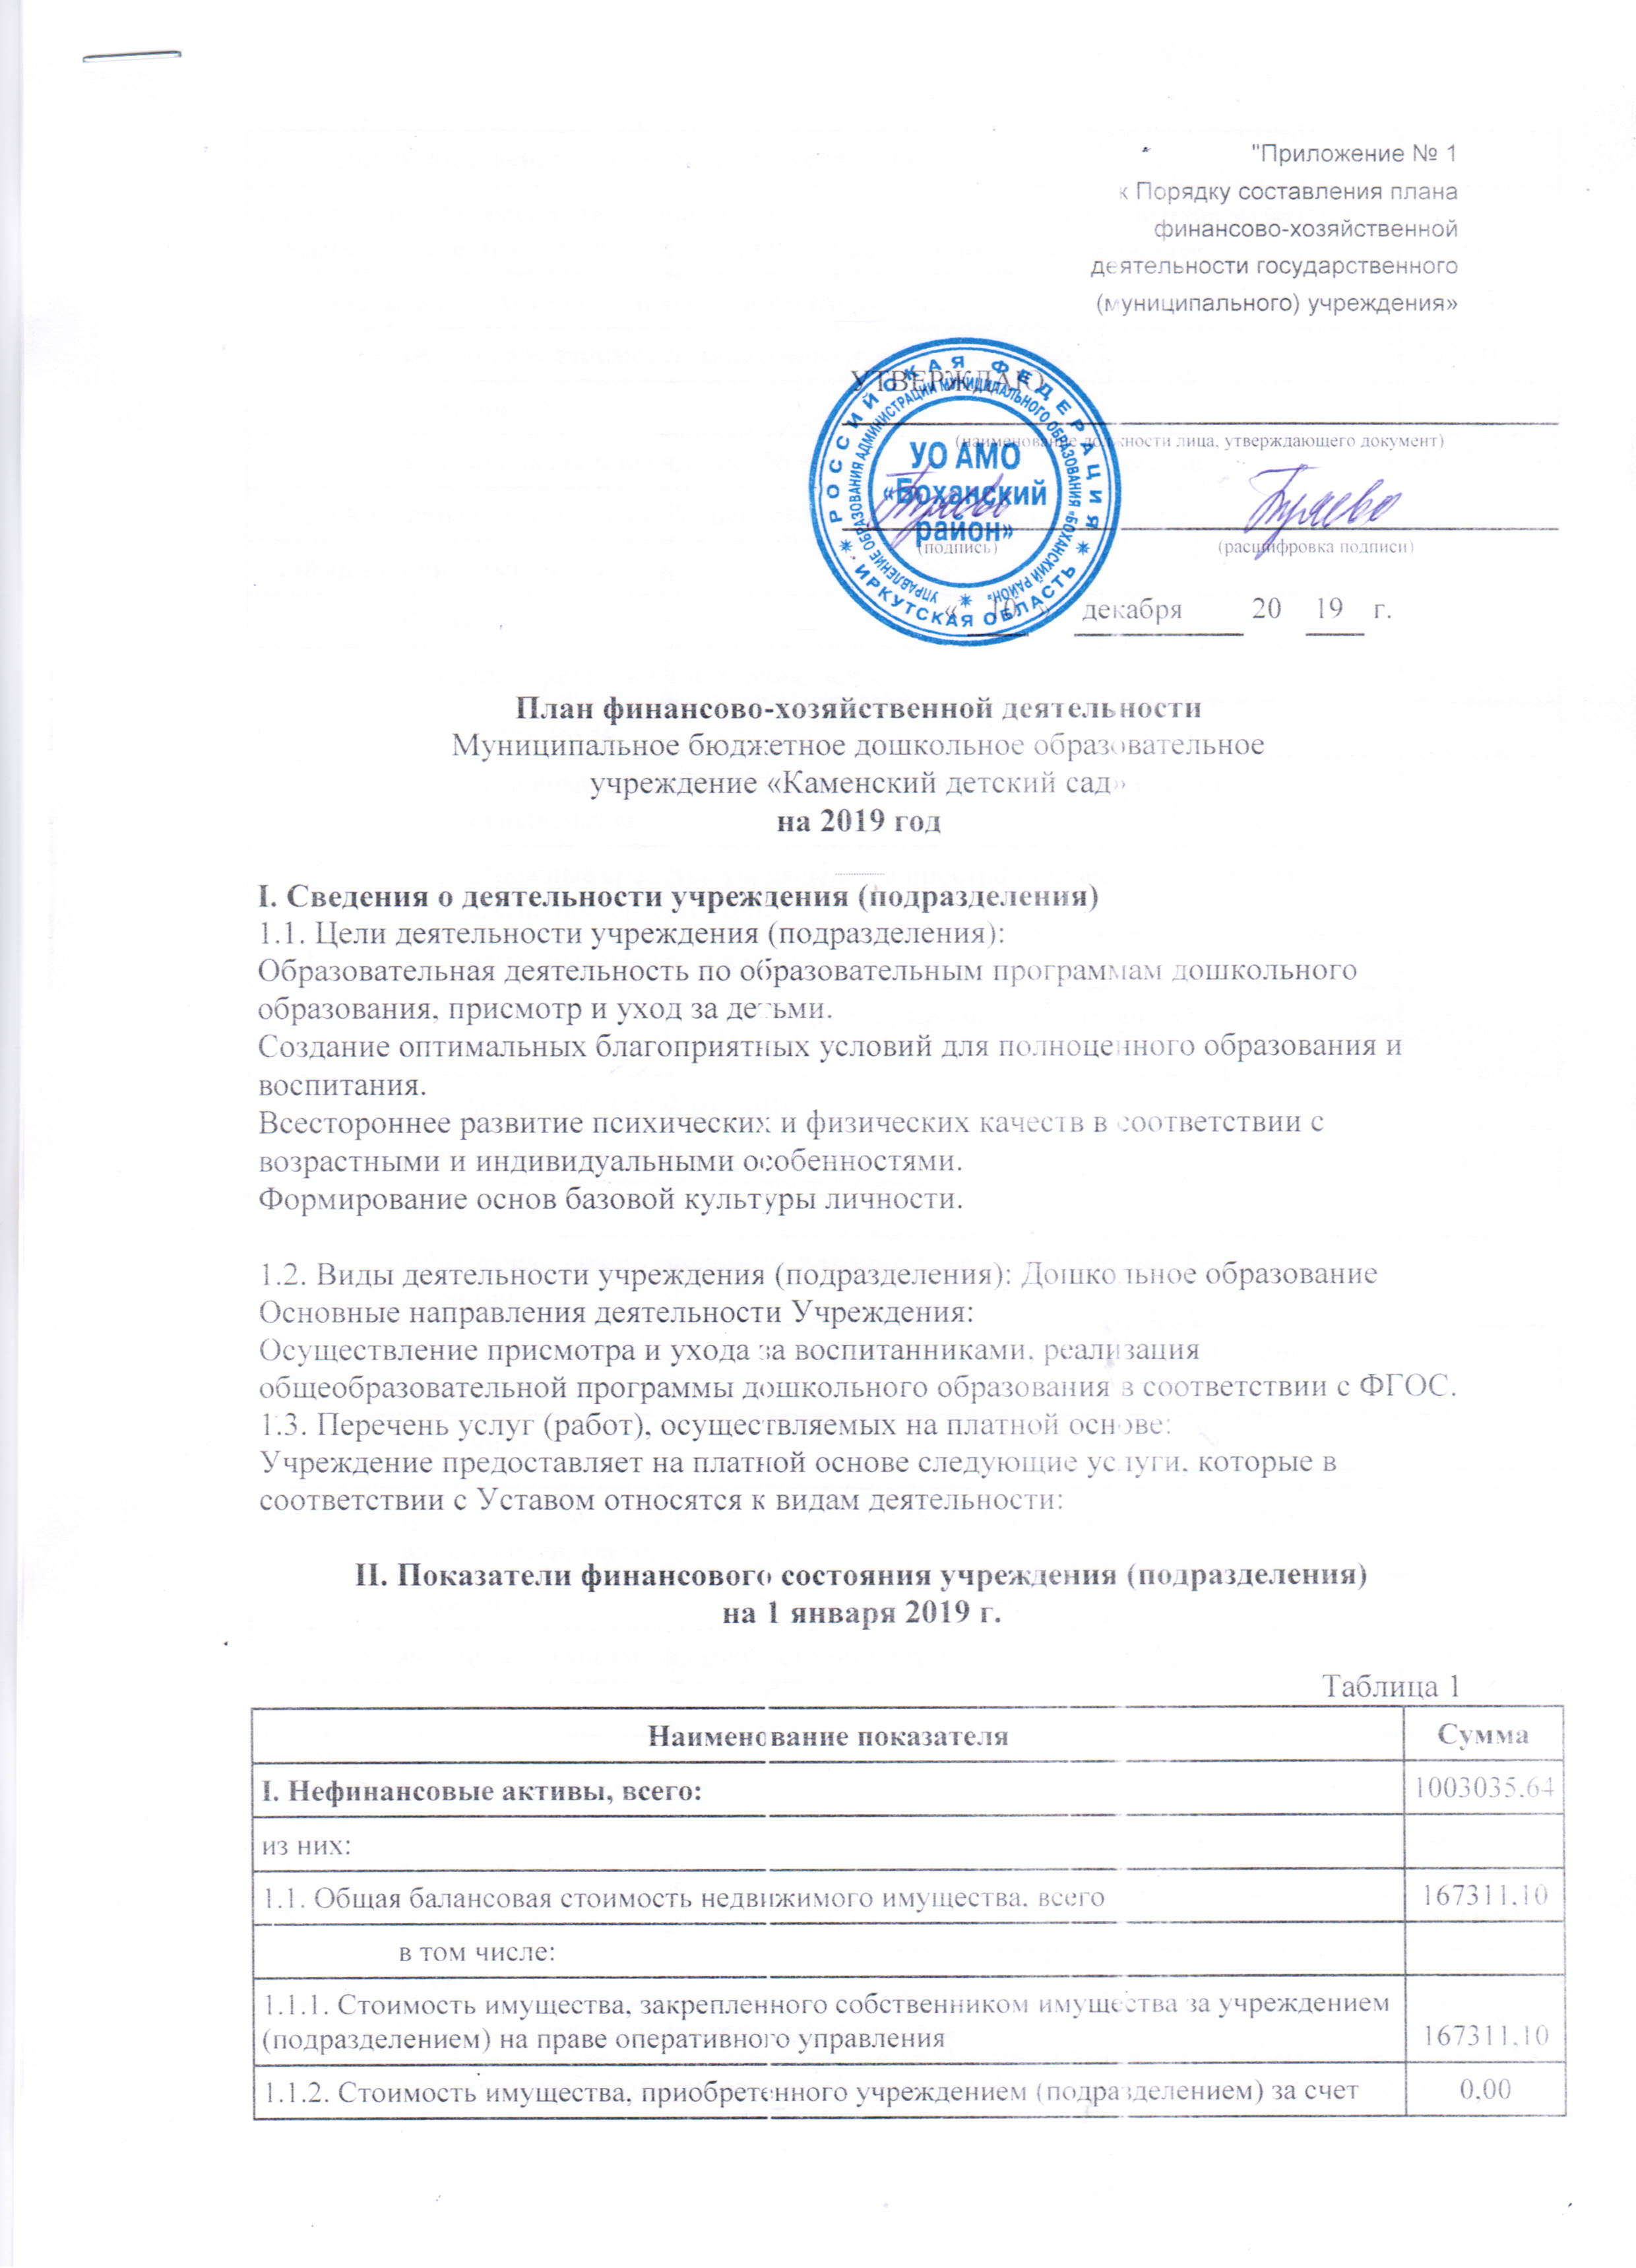 "Приложение № 1
к Порядку составления плана
финансово-хозяйственной
деятельности государственного
(муниципального) учреждения»
УТВЕРЖДАЮ
(наименование должности лица, утверждающего документ)
РОССИЙСКАЯ ФЕДЕРАЦИЯ
ИРКУТСКАЯ ОБЛАСТЬ
УПРАВЛЕНИЕ ОБРАЗОВАНИЯ АДМИНИСТРАЦИИ МУНИЦИПАЛЬНОГО ОБРАЗОВАНИЯ «БОХАНСКИЙ РАЙОН»
УО АМО
«Боханский
район»
(подпись) (расшифровка подписи)
« 10 » декабря 20 19 г.
План финансово-хозяйственной деятельности
Муниципальное бюджетное дошкольное образовательное
учреждение «Каменский детский сад»
на 2019 год
I. Сведения о деятельности учреждения (подразделения)
1.1. Цели деятельности учреждения (подразделения):
Образовательная деятельность по образовательным программам дошкольного
образования, присмотр и уход за детьми.
Создание оптимальных благоприятных условий для полноценного образования и
воспитания.
Всестороннее развитие психических и физических качеств в соответствии с
возрастными и индивидуальными особенностями.
Формирование основ базовой культуры личности.
1.2. Виды деятельности учреждения (подразделения): Дошкольное образование
Основные направления деятельности Учреждения:
Осуществление присмотра и ухода за воспитанниками, реализация
общеобразовательной программы дошкольного образования в соответствии с ФГОС.
1.3. Перечень услуг (работ), осуществляемых на платной основе:
Учреждение предоставляет на платной основе следующие услуги, которые в
соответствии с Уставом относятся к видам деятельности:
II. Показатели финансового состояния учреждения (подразделения)
на 1 января 2019 г.
Таблица 1
Наименование показателя Сумма
I. Нефинансовые активы, всего: 1003035,64
из них:
1.1. Общая балансовая стоимость недвижимого имущества, всего 167311,10
в том числе:
1.1.1. Стоимость имущества, закрепленного собственником имущества за учреждением
(подразделением) на праве оперативного управления 167311,10
1.1.2. Стоимость имущества, приобретенного учреждением (подразделением) за счет 0,00